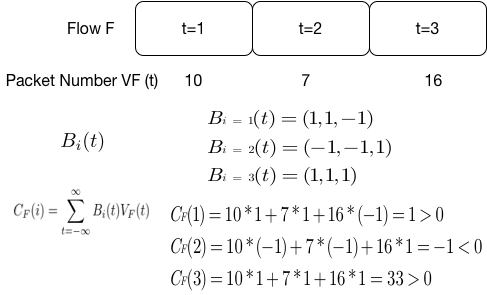 Flow F t=1 t=2 t=3
Packet Number VF (t) 10 7 16
B_i(t)
B_{i = 1}(t) = (1, 1, −1)
B_{i = 2}(t) = (−1, −1, 1)
B_{i = 3}(t) = (1, 1, 1)
C_F(i) = \sum_{t=-∞}^{∞} B_i(t)V_F(t)
C_F(1) = 10*1+7*1+16*(−1) = 1 > 0
C_F(2) = 10*(−1)+7*(−1)+16*1 = −1 < 0
C_F(3) = 10*1+7*1+16*1 = 33 > 0